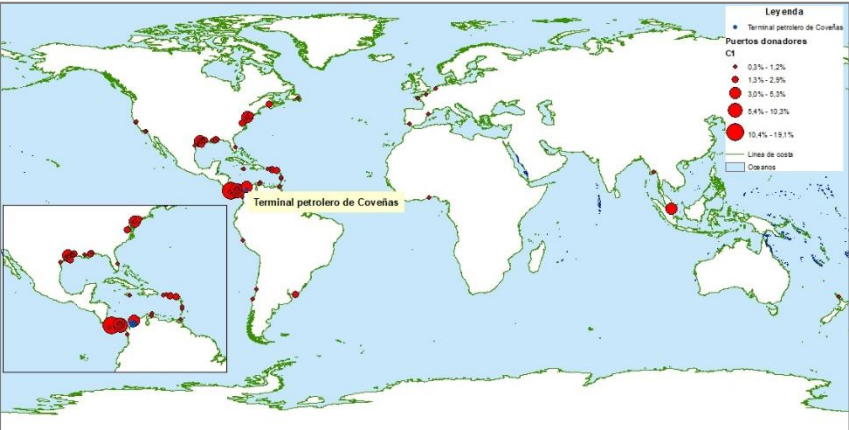 Leyenda
Terminal petrolero de Coveñas
Puertos donadores
C1
0,3% - 1,2%
1,3% - 2,9%
3,0% - 5,3%
5,4% - 10,3%
10,4% - 19,1%
Línea de costa
Oceanos
Terminal petrolero de Coveñas